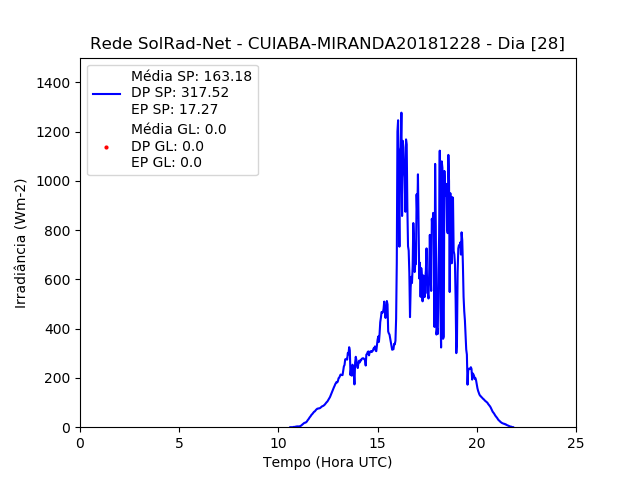 Rede SolRad-Net - CUIABA-MIRANDA20181228 - Dia [28]
Média SP: 163.18
DP SP: 317.52
EP SP: 17.27
Média GL: 0.0
DP GL: 0.0
EP GL: 0.0
1400
1200
1000
800
600
400
200
0
Irradiância (Wm-2)
0 5 10 15 20 25
Tempo (Hora UTC)